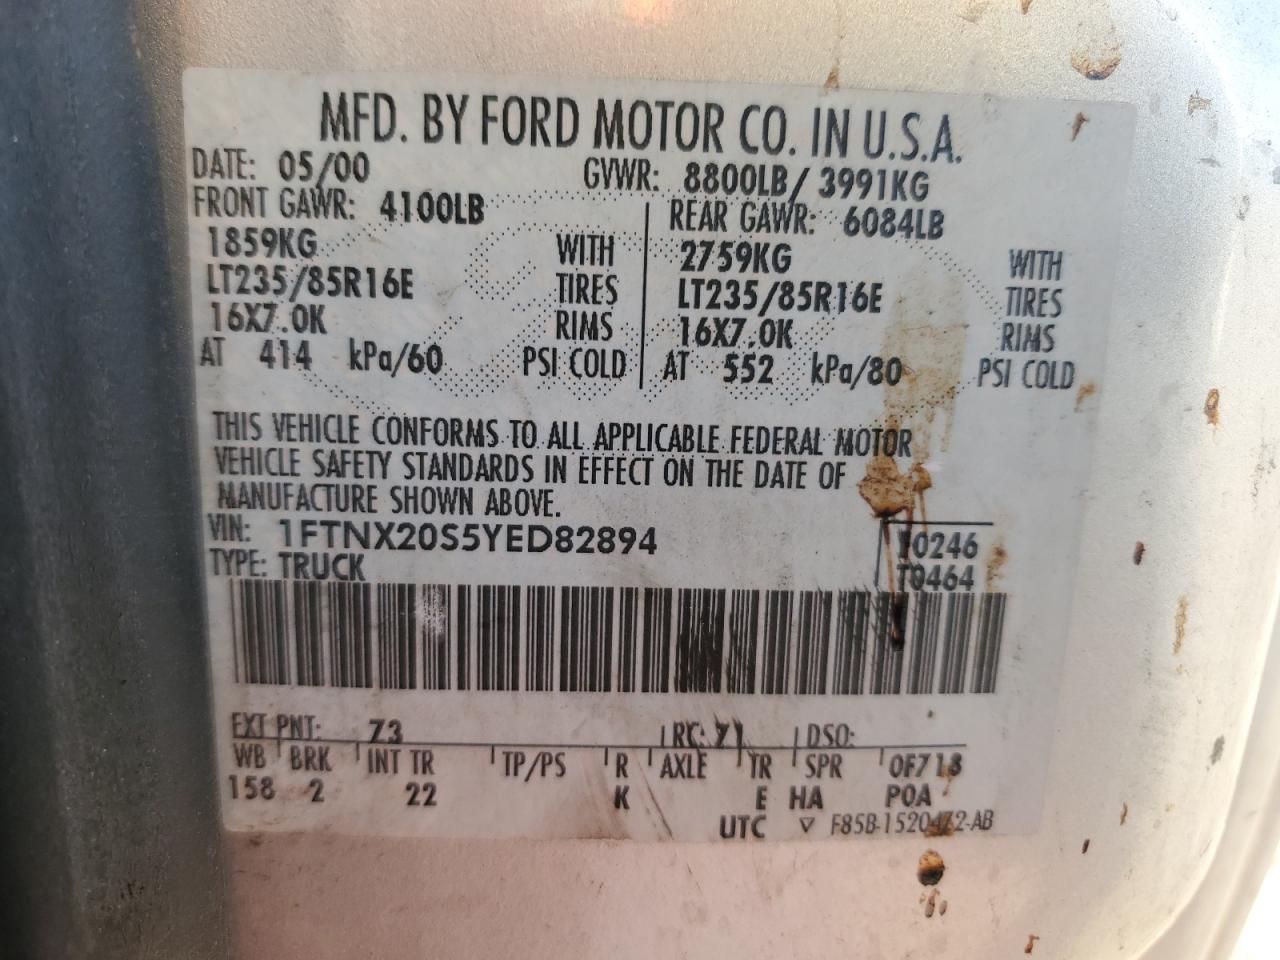 MFD. BY FORD MOTOR CO. IN U.S.A.
DATE: 05/00 GVWR: 8800LB/ 3991KG
FRONT GAWR: 4100LB REAR GAWR: 6084LB
1859KG WITH 2759KG WITH
LT235/85R16E TIRES LT235/85R16E TIRES
16X7.0K RIMS 16X7.0K RIMS
AT 414 kPa/60 PSI COLD AT 552 kPa/80 PSI COLD
THIS VEHICLE CONFORMS TO ALL APPLICABLE FEDERAL MOTOR
VEHICLE SAFETY STANDARDS IN EFFECT ON THE DATE OF
MANUFACTURE SHOWN ABOVE.
VIN: 1FTNX20S5YED82894
TYPE: TRUCK
T0464
EXT PNT: Z3 RC: 71 DSO:
WB BRK INT TR TP/PS R AXLE TR SPR
158 2 22 K E HA POA
UTC ▽